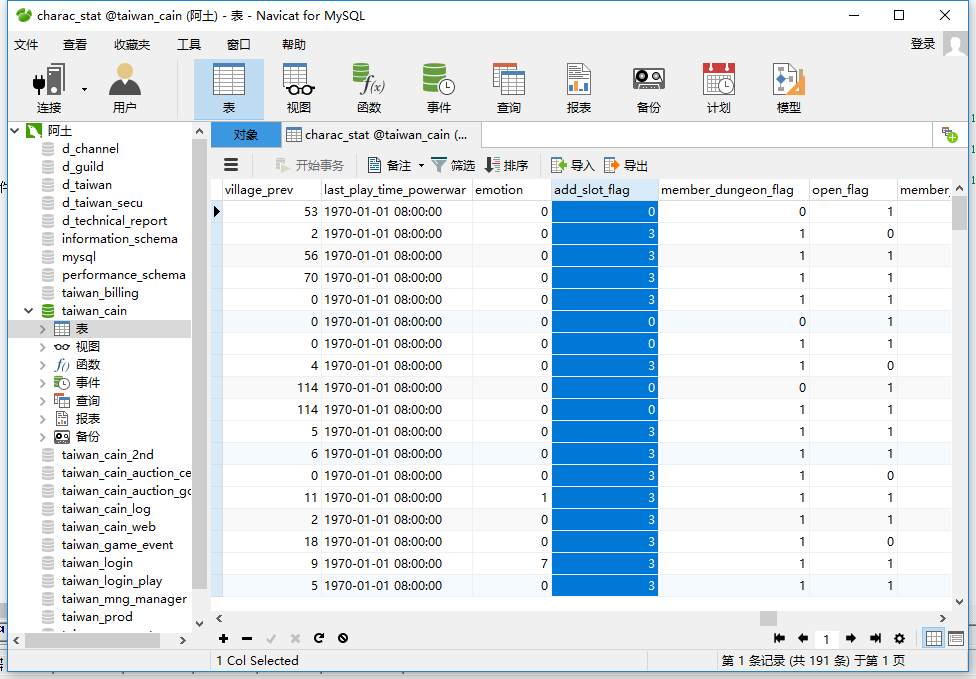 charac_stat @taiwan_cain (阿土) - 表 - Navicat for MySQL
文件 查看 收藏夹 工具 窗口 帮助 登录
连接 用户 表 视图 函数 事件 查询 报表 备份 计划 模型
阿土
d_channel
d_guild
d_taiwan
d_taiwan_secu
d_technical_report
information_schema
mysql
performance_schema
taiwan_billing
taiwan_cain
表
视图
函数
事件
查询
报表
备份
taiwan_cain_2nd
taiwan_cain_auction_ce
taiwan_cain_auction_go
taiwan_cain_log
taiwan_cain_web
taiwan_game_event
taiwan_login
taiwan_login_play
taiwan_mng_manager
taiwan_prod
对象 charac_stat @taiwan_cain (...
开始事务 备注 筛选 排序 导入 导出
village_prev last_play_time_powerwar emotion add_slot_flag member_dungeon_flag open_flag member_
53 1970-01-01 08:00:00 0 0 0 1
2 1970-01-01 08:00:00 0 3 1 0
56 1970-01-01 08:00:00 0 3 1 1
70 1970-01-01 08:00:00 0 3 1 1
0 1970-01-01 08:00:00 0 3 1 1
0 1970-01-01 08:00:00 0 0 0 1
0 1970-01-01 08:00:00 0 0 1 1
4 1970-01-01 08:00:00 0 3 1 0
114 1970-01-01 08:00:00 0 0 0 1
114 1970-01-01 08:00:00 0 0 1 1
5 1970-01-01 08:00:00 0 3 1 1
6 1970-01-01 08:00:00 0 3 1 1
0 1970-01-01 08:00:00 0 3 1 0
11 1970-01-01 08:00:00 1 3 1 1
2 1970-01-01 08:00:00 0 3 1 1
18 1970-01-01 08:00:00 0 3 1 0
9 1970-01-01 08:00:00 7 3 1 1
5 1970-01-01 08:00:00 0 3 1 1
1
1 Col Selected 第 1 条记录 (共 191 条) 于第 1 页